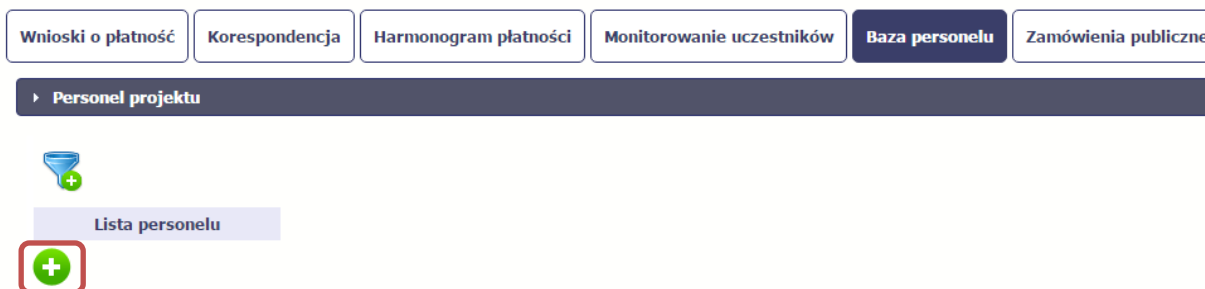 Wnioski o płatność Korespondencja Harmonogram płatności Monitorowanie uczestników Baza personelu Zamówienia publiczne
Personel projektu
Lista personelu